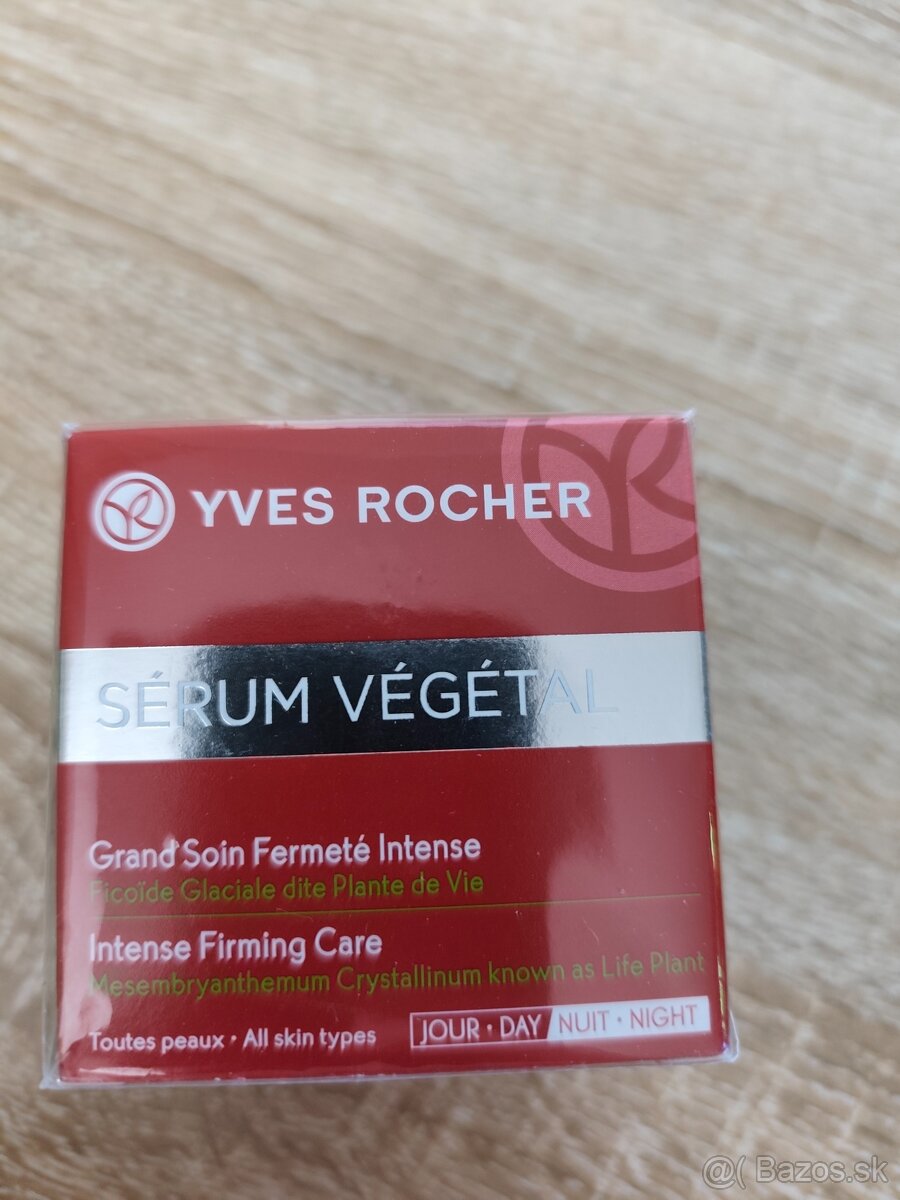 YVES ROCHER
SÉRUM VÉGÉTAL
Grand Soin Fermeté Intense
Ficoïde Glaciale dite Plante de Vie
Intense Firming Care
Mesembryanthemum Crystallinum known as Life Plant
Toutes peaux • All skin types
JOUR • DAY NUIT • NIGHT
@( Bazos.sk